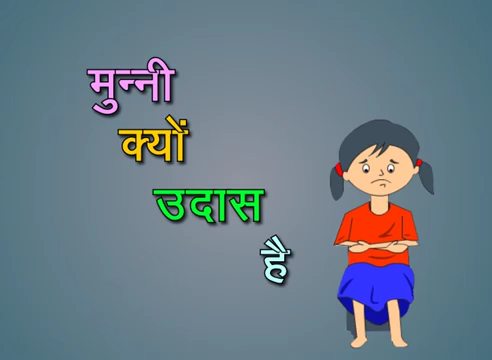 मुन्नी
क्यों
उदास
है